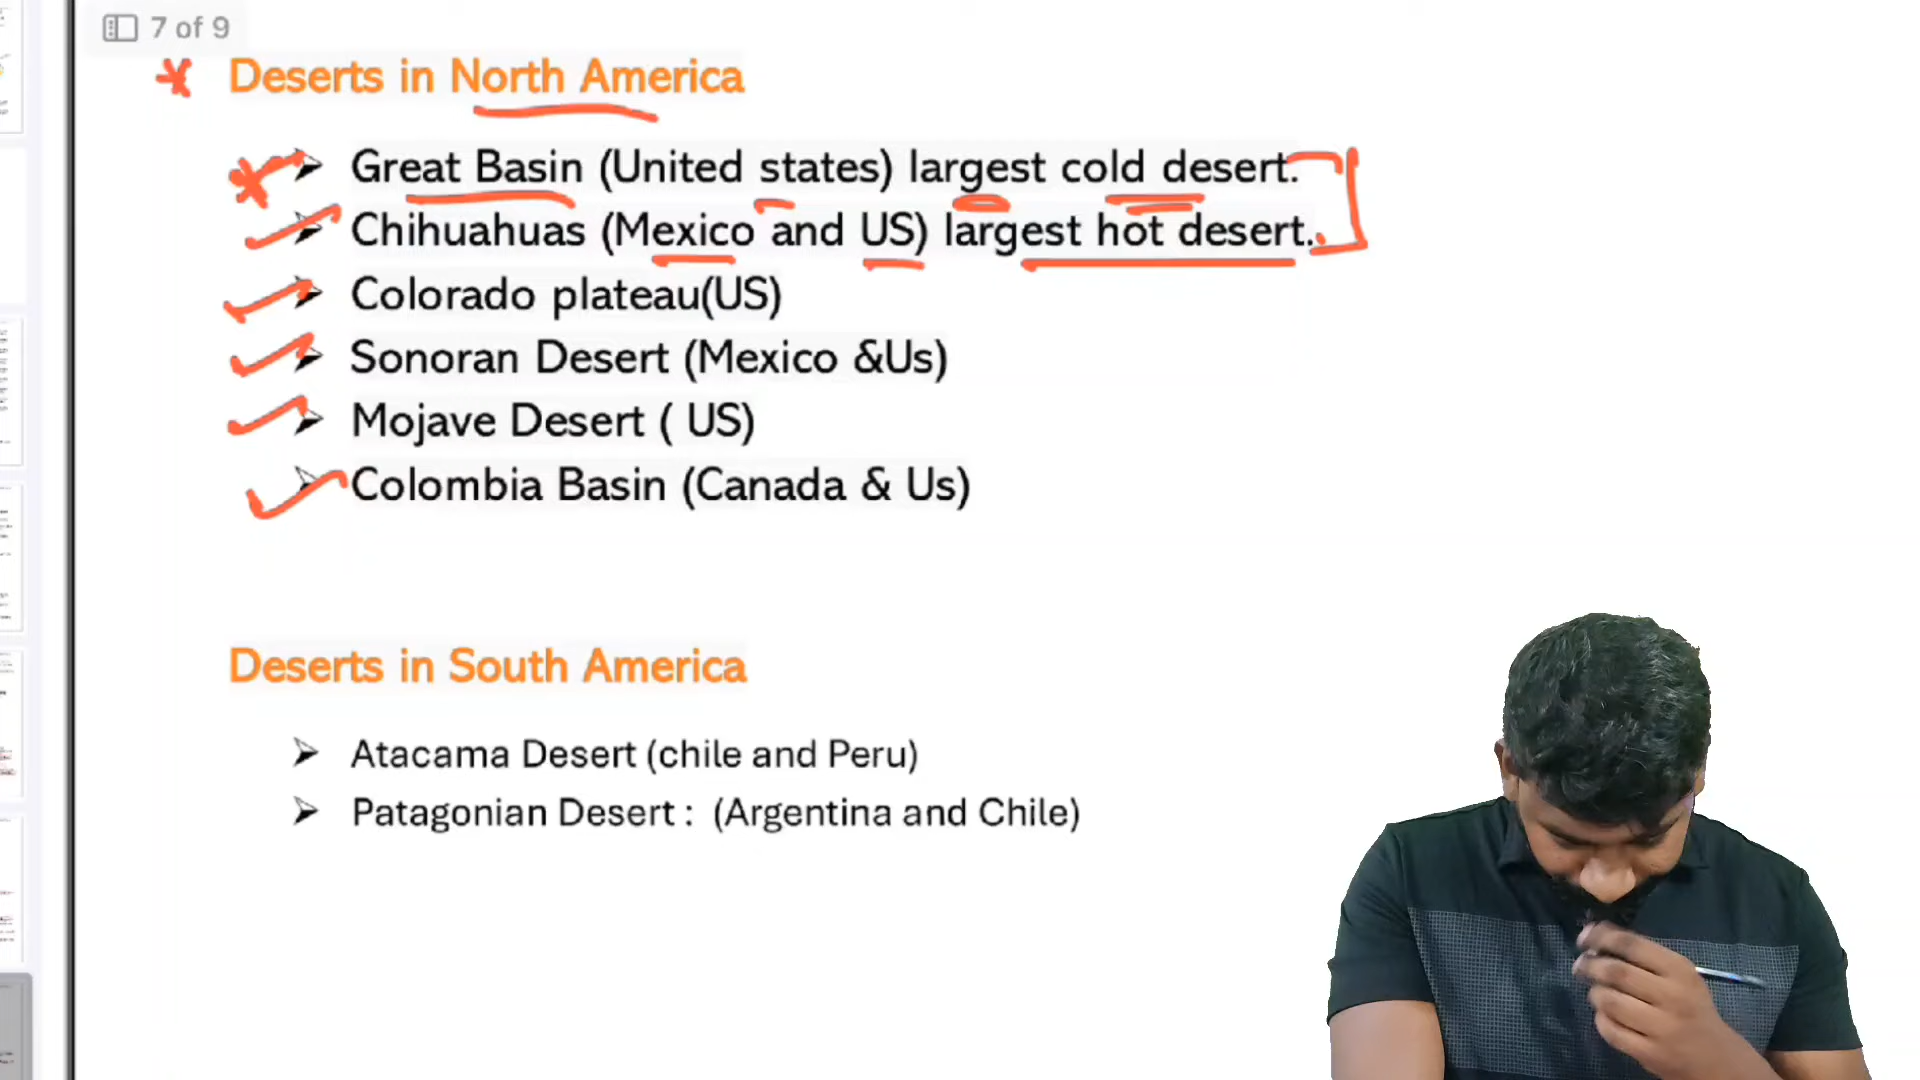 7 of 9
Deserts in North America
Great Basin (United states) largest cold desert.
Chihuahuas (Mexico and US) largest hot desert.
Colorado plateau(US)
Sonoran Desert (Mexico &Us)
Mojave Desert ( US)
Colombia Basin (Canada & Us)
Deserts in South America
Atacama Desert (chile and Peru)
Patagonian Desert : (Argentina and Chile)